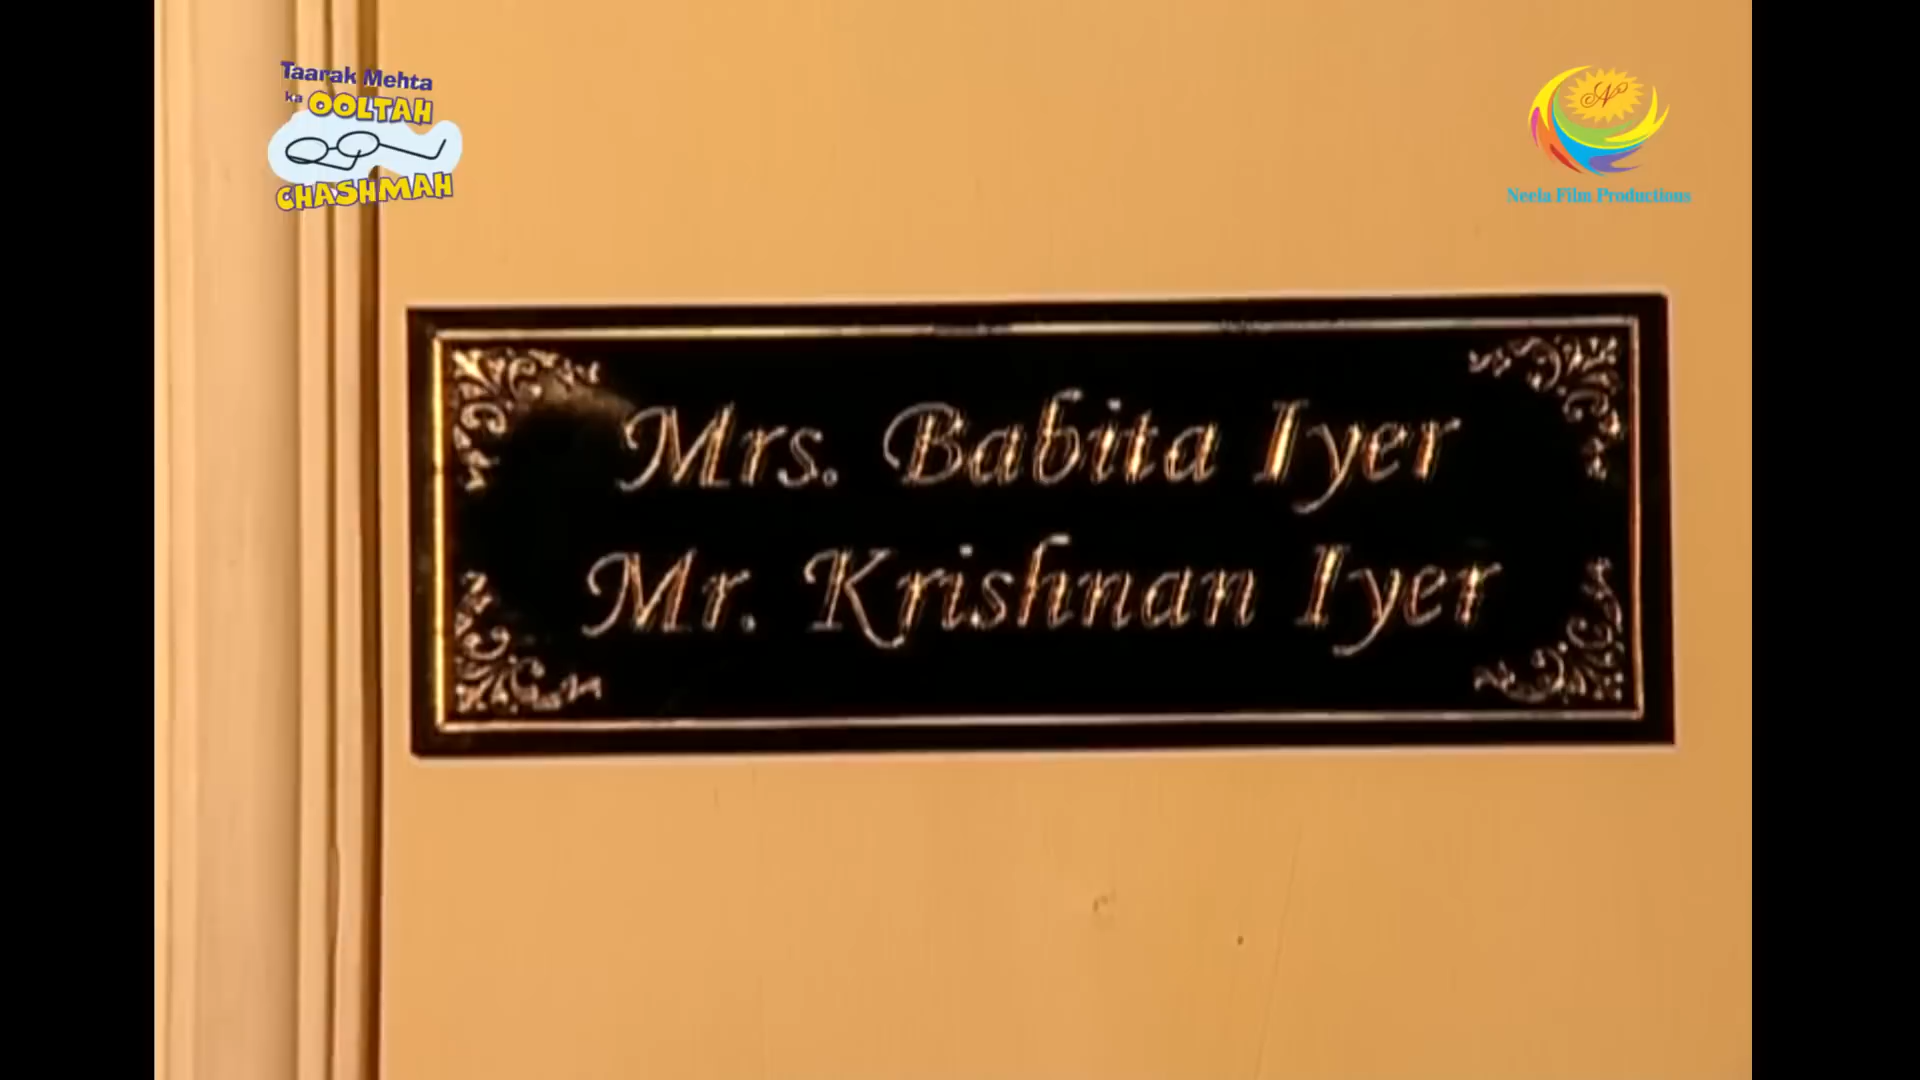 Taarak Mehta
ka OOLTAH
CHASHMAH
Neela Film Productions
Mrs. Babita Iyer
Mr. Krishnan Iyer